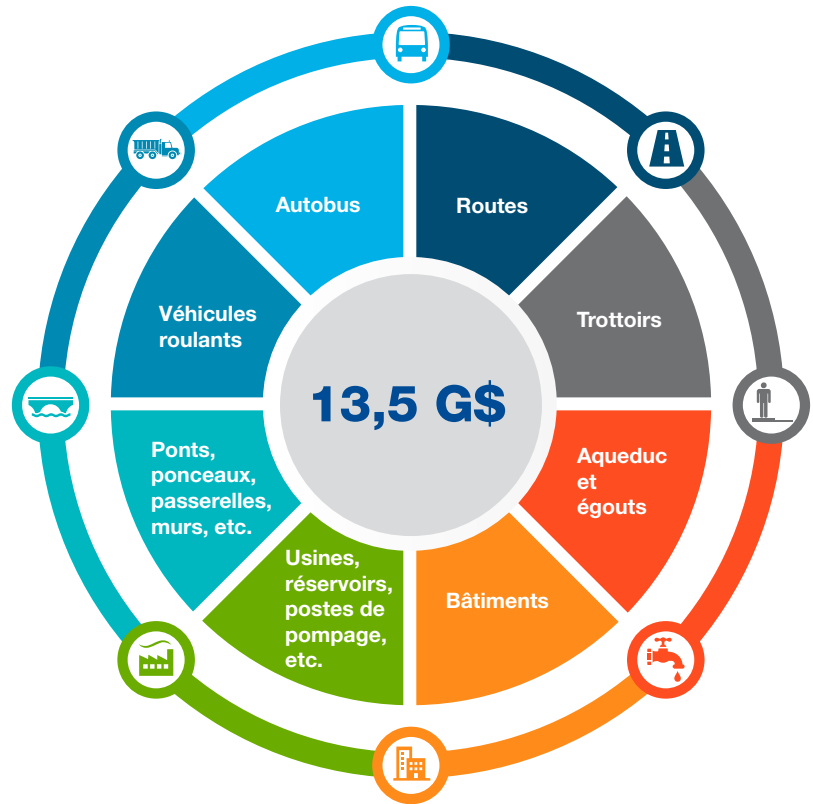 Autobus
Routes
Trottoirs
Aqueduc
et
égouts
Bâtiments
Usines,
réservoirs,
postes de
pompage,
etc.
Ponts,
ponceaux,
passerelles,
murs, etc.
Véhicules
roulants
13,5 G$